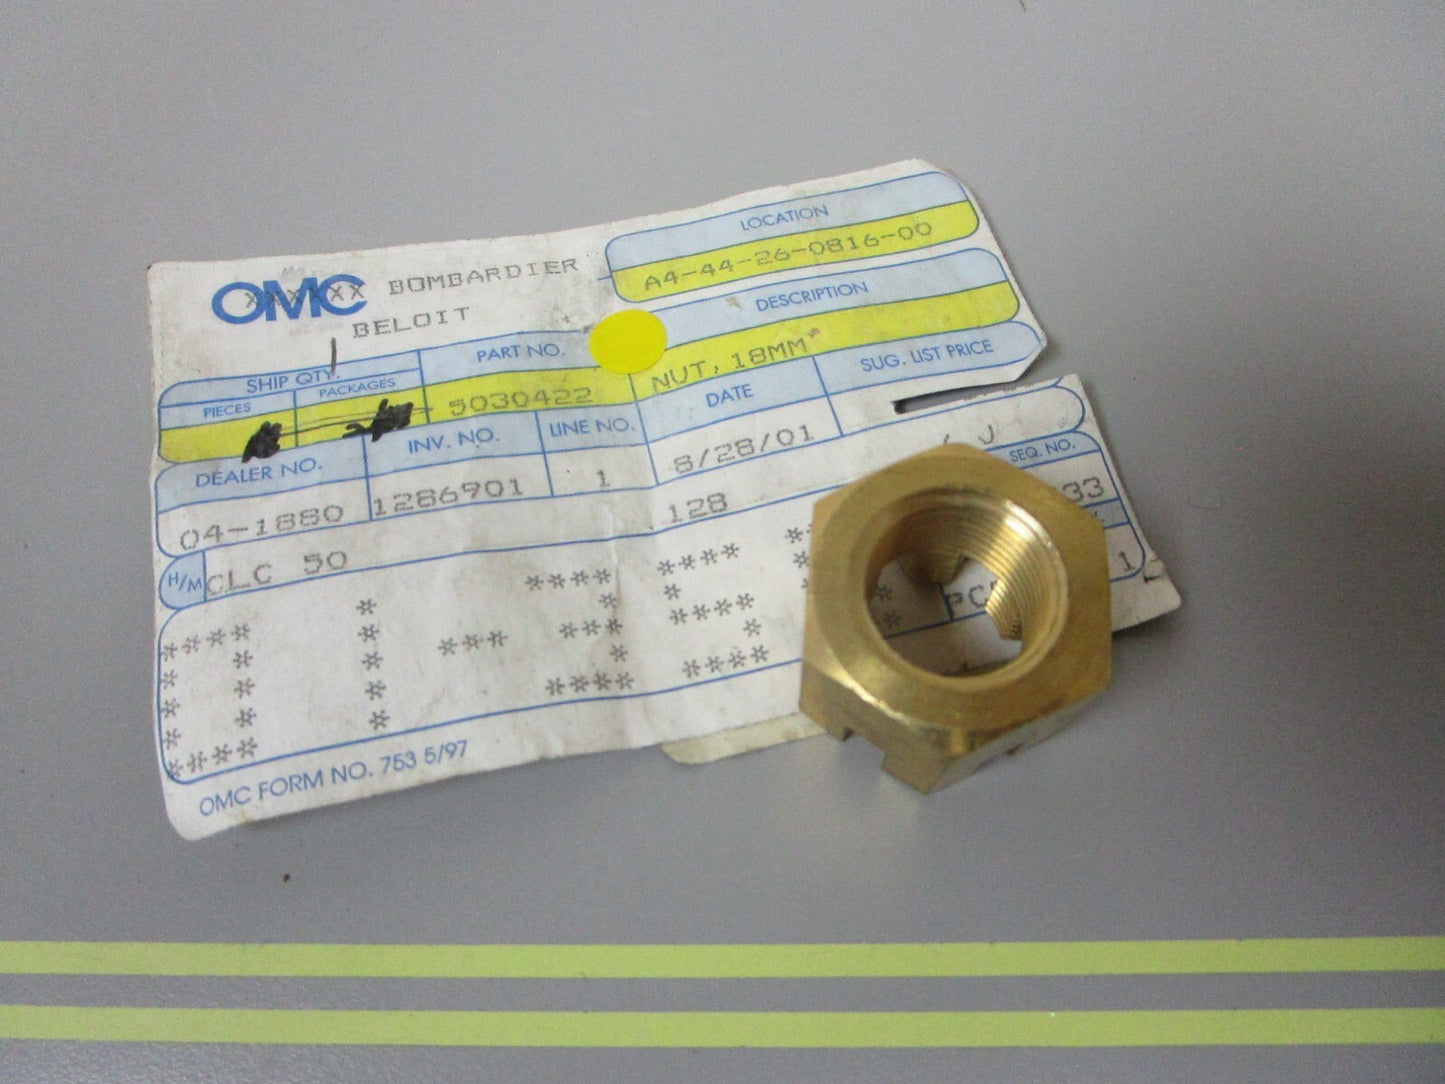 OMC BOMBARDIER
BELOIT
LOCATION
A4-44-26-0816-00
SHIP QTY.
PIECES PACKAGES
PART NO.
5030422
DESCRIPTION
NUT, 18MM*
DEALER NO.
04-1880
INV. NO.
1286901
LINE NO.
1
DATE
8/28/01
SUG. LIST PRICE
H/M CLC 50
128
SEQ. NO.
33
1
OMC FORM NO. 753 5/97